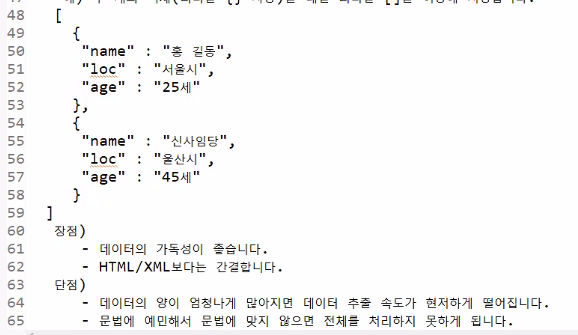 48 [
49 {
50 "name" : "홍 길동",
51 "loc" : "서울시",
52 "age" : "25세"
53 },
54 {
55 "name" : "신사임당",
56 "loc" : "울산시",
57 "age" : "45세"
58 }
59 ]
60 장점)
61 - 데이터의 가독성이 좋습니다.
62 - HTML/XML보다는 간결합니다.
63 단점)
64 - 데이터의 양이 엄청나게 많아지면 데이터 추출 속도가 현저하게 떨어집니다.
65 - 문법에 예민해서 문법에 맞지 않으면 전체를 처리하지 못하게 됩니다.